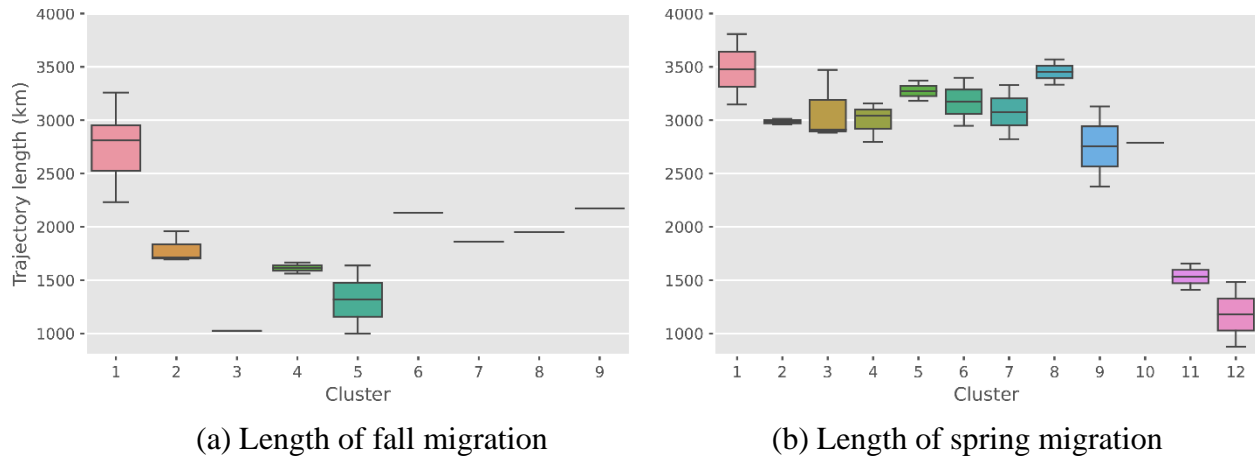 4000
3500
3000
2500
2000
1500
1000
Trajectory length (km)
1 2 3 4 5 6 7 8 9
Cluster
(a) Length of fall migration
4000
3500
3000
2500
2000
1500
1000
1 2 3 4 5 6 7 8 9 10 11 12
Cluster
(b) Length of spring migration